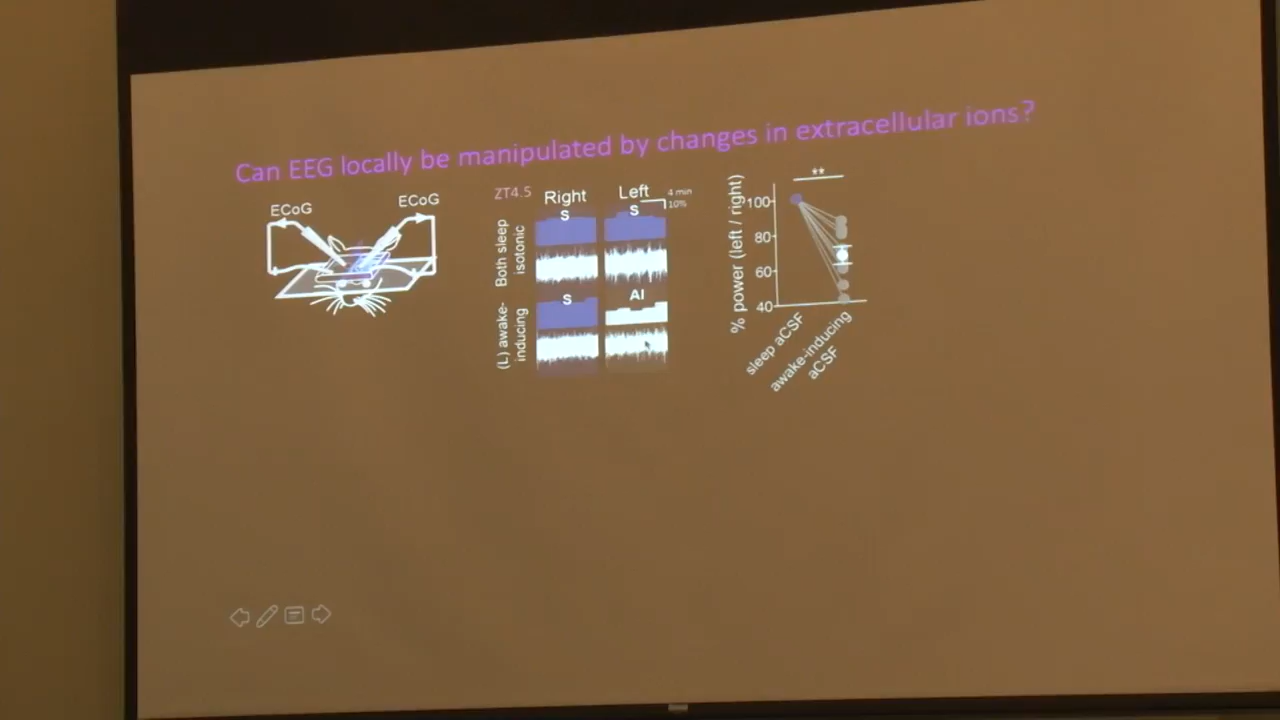 Can EEG locally be manipulated by changes in extracellular ions?
ECoG
ECoG
ZT4.5
Right
Left
4 min
10%
Both sleep
isotonic
S
S
(L) awake-
inducing
S
AI
% power (left / right)
**
100
80
60
40
sleep aCSF
awake-inducing
aCSF